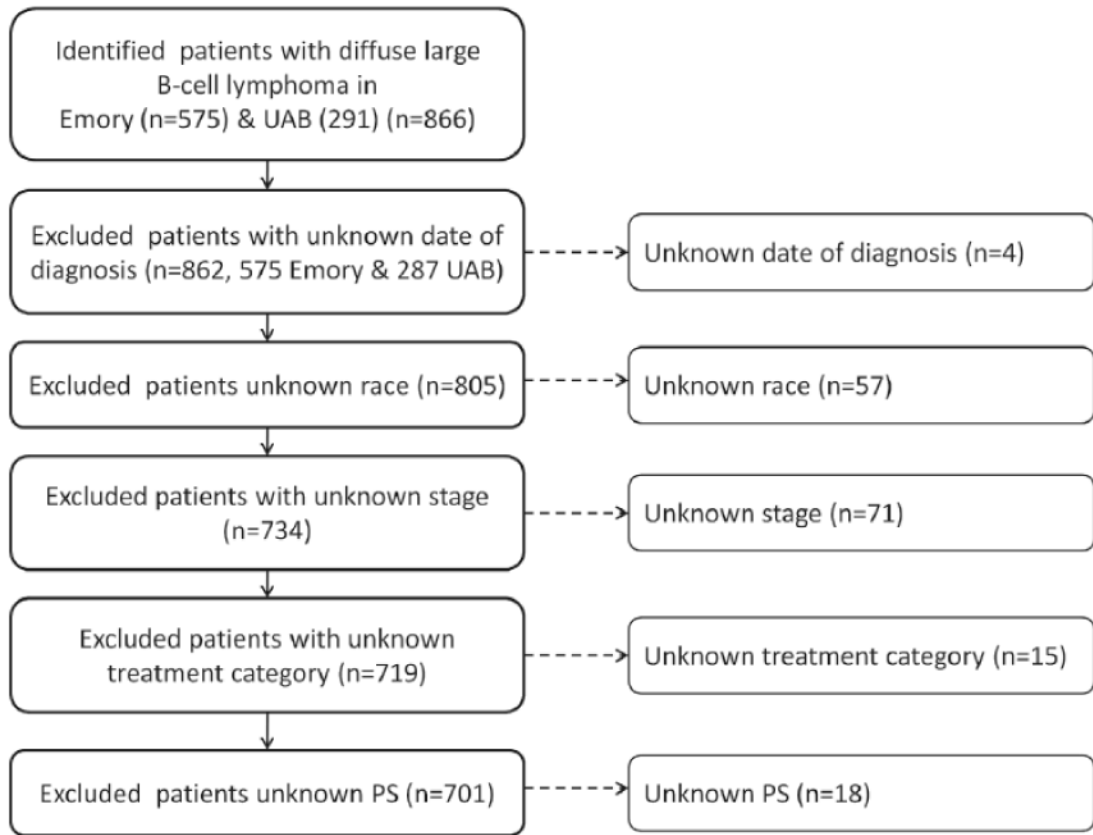 Identified patients with diffuse large
B-cell lymphoma in
Emory (n=575) & UAB (291) (n=866)
Excluded patients with unknown date of
diagnosis (n=862, 575 Emory & 287 UAB)
Unknown date of diagnosis (n=4)
Excluded patients unknown race (n=805)
Unknown race (n=57)
Excluded patients with unknown stage
(n=734)
Unknown stage (n=71)
Excluded patients with unknown
treatment category (n=719)
Unknown treatment category (n=15)
Excluded patients unknown PS (n=701)
Unknown PS (n=18)